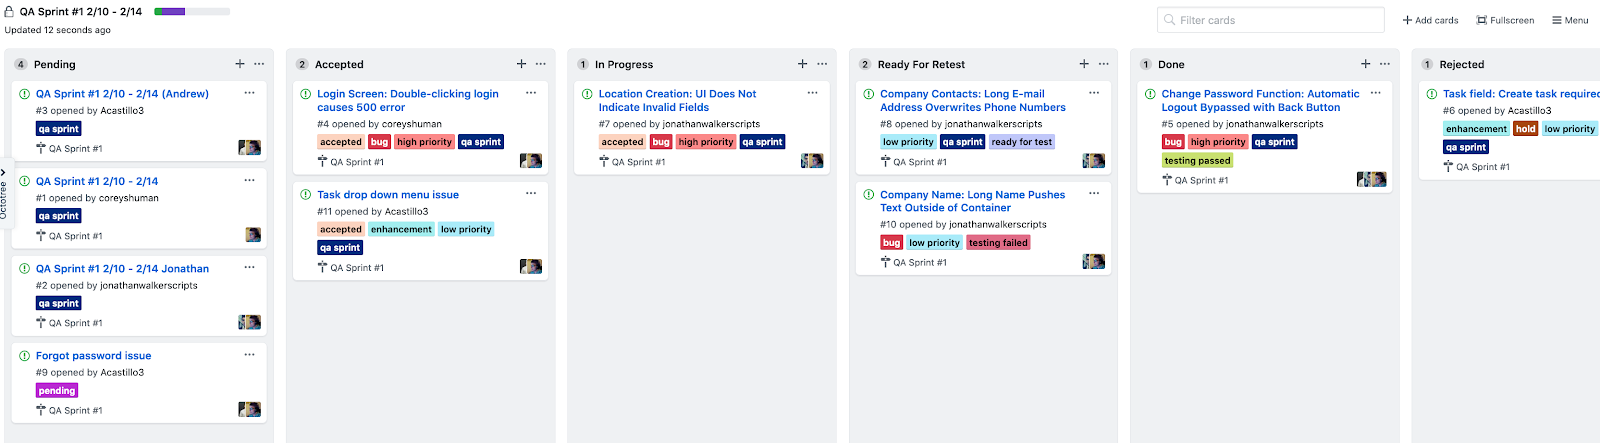 QA Sprint #1 2/10 - 2/14
Updated 12 seconds ago
Filter cards
Add cards
Fullscreen
Menu
Octotree
4 Pending
QA Sprint #1 2/10 - 2/14 (Andrew)
#3 opened by Acastillo3
qa sprint
QA Sprint #1
QA Sprint #1 2/10 - 2/14
#1 opened by coreyshuman
qa sprint
QA Sprint #1
QA Sprint #1 2/10 - 2/14 Jonathan
#2 opened by jonathanwalkerscripts
qa sprint
QA Sprint #1
Forgot password issue
#9 opened by Acastillo3
pending
QA Sprint #1
2 Accepted
Login Screen: Double-clicking login
causes 500 error
#4 opened by coreyshuman
accepted bug high priority qa sprint
QA Sprint #1
Task drop down menu issue
#11 opened by Acastillo3
accepted enhancement low priority
qa sprint
QA Sprint #1
1 In Progress
Location Creation: UI Does Not
Indicate Invalid Fields
#7 opened by jonathanwalkerscripts
accepted bug high priority qa sprint
QA Sprint #1
2 Ready For Retest
Company Contacts: Long E-mail
Address Overwrites Phone Numbers
#8 opened by jonathanwalkerscripts
low priority qa sprint ready for test
QA Sprint #1
Company Name: Long Name Pushes
Text Outside of Container
#10 opened by jonathanwalkerscripts
bug low priority testing failed
QA Sprint #1
1 Done
Change Password Function: Automatic
Logout Bypassed with Back Button
#5 opened by jonathanwalkerscripts
bug high priority qa sprint
testing passed
QA Sprint #1
1 Rejected
Task field: Create task required
#6 opened by Acastillo3
enhancement hold low priority
qa sprint
QA Sprint #1